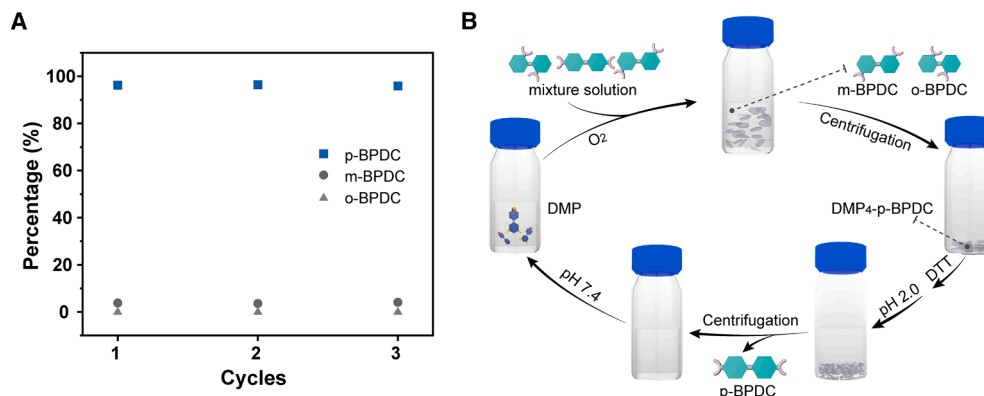 A
Percentage (%)
100
80
60
40
20
0
p-BPDC
m-BPDC
o-BPDC
1
2
3
Cycles
B
mixture solution
O2
m-BPDC
o-BPDC
Centrifugation
DMP
DMP4-p-BPDC
DTT
pH 2.0
pH 7.4
Centrifugation
p-BPDC